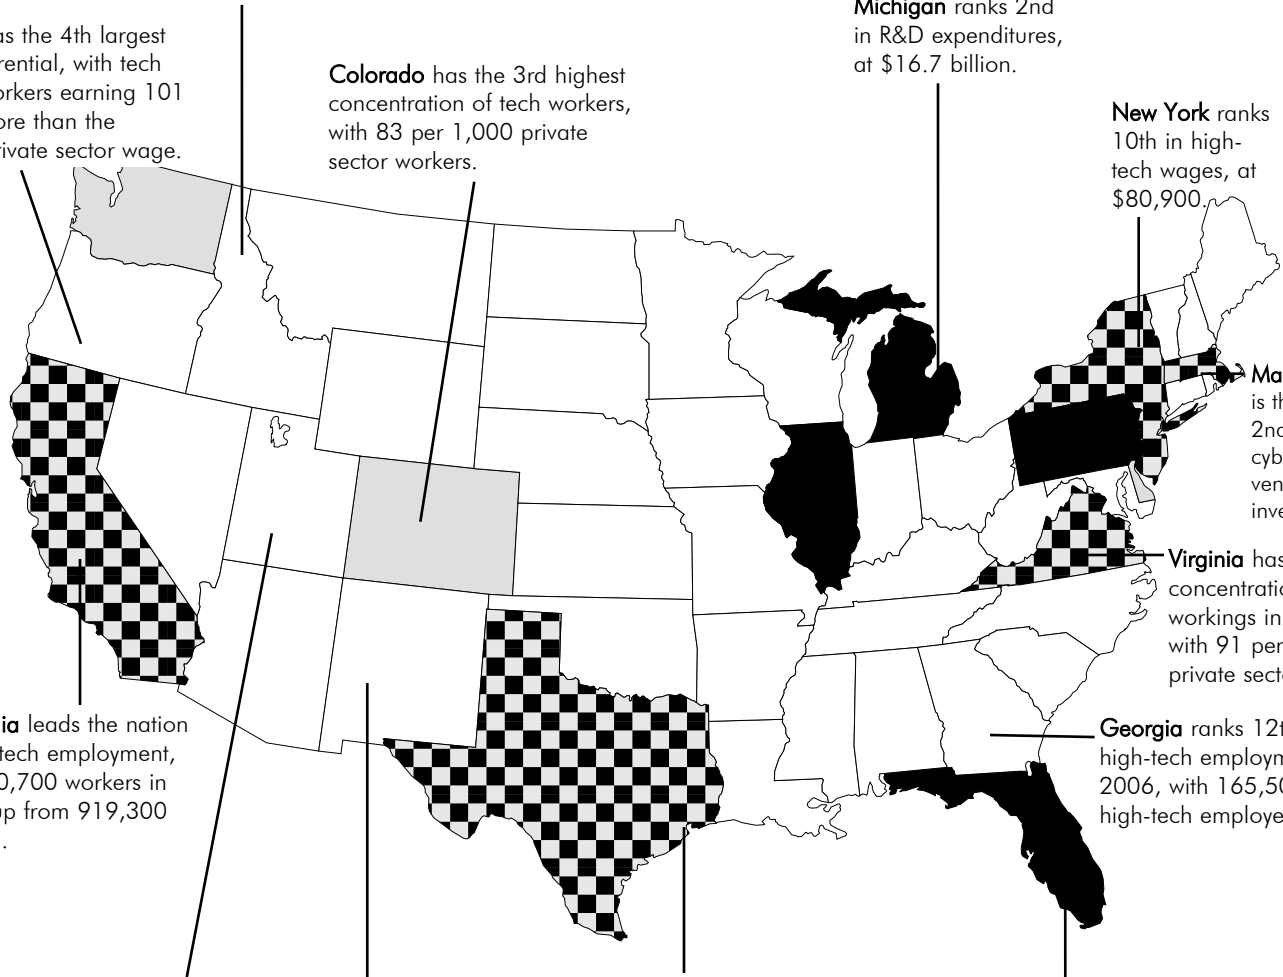 as the 4th largest
rential, with tech
orkers earning 101
ore than the
ivate sector wage.
Colorado has the 3rd highest
concentration of tech workers,
with 83 per 1,000 private
sector workers.
Michigan ranks 2nd
in R&D expenditures,
at $16.7 billion.
New York ranks
10th in high-
tech wages, at
$80,900.
Ma
is th
2nd
cyb
ven
inve
Virginia has
concentratio
workings in
with 91 per
private secto
ia leads the nation
tech employment,
0,700 workers in
up from 919,300
.
Georgia ranks 12t
high-tech employm
2006, with 165,50
high-tech employe